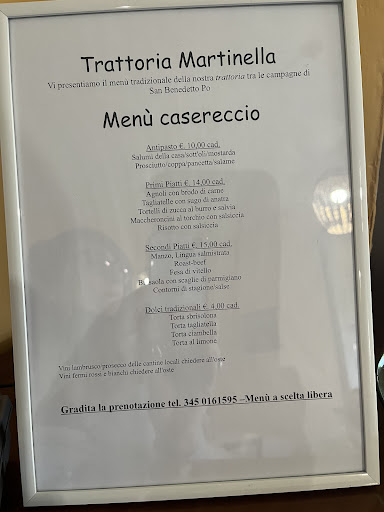 Trattoria Martinella
Vi presentiamo il menù tradizionale della nostra trattoria tra le campagne di
San Benedetto Po
Menù casereccio
Antipasto €. 10,00 cad.
Salumi della casa/sott'oli/mostarda
Prosciutto/coppa/pancetta/salame
Primi Piatti €. 14,00 cad.
Agnoli con brodo di carne
Tagliatelle con sugo di anatra
Tortelli di zucca al burro e salvia
Maccheroncini al torchio con salsiccia
Risotto con salsiccia
Secondi Piatti €. 15,00 cad.
Manzo, Lingua salmistrata
Roast-beef
Fesa di vitello
Bresaola con scaglie di parmigiano
Contorni di stagione/salse
Dolci tradizionali €. 4,00 cad.
Torta sbrisolona
Torta tagliatella
Torta ciambella
Torta al limone
Vini lambrusco prosecco delle cantine locali chiedere all'oste
Vini fermi rossi e bianchi chiedere all'oste
Gradita la prenotazione tel. 345 0161595 –Menù a scelta libera